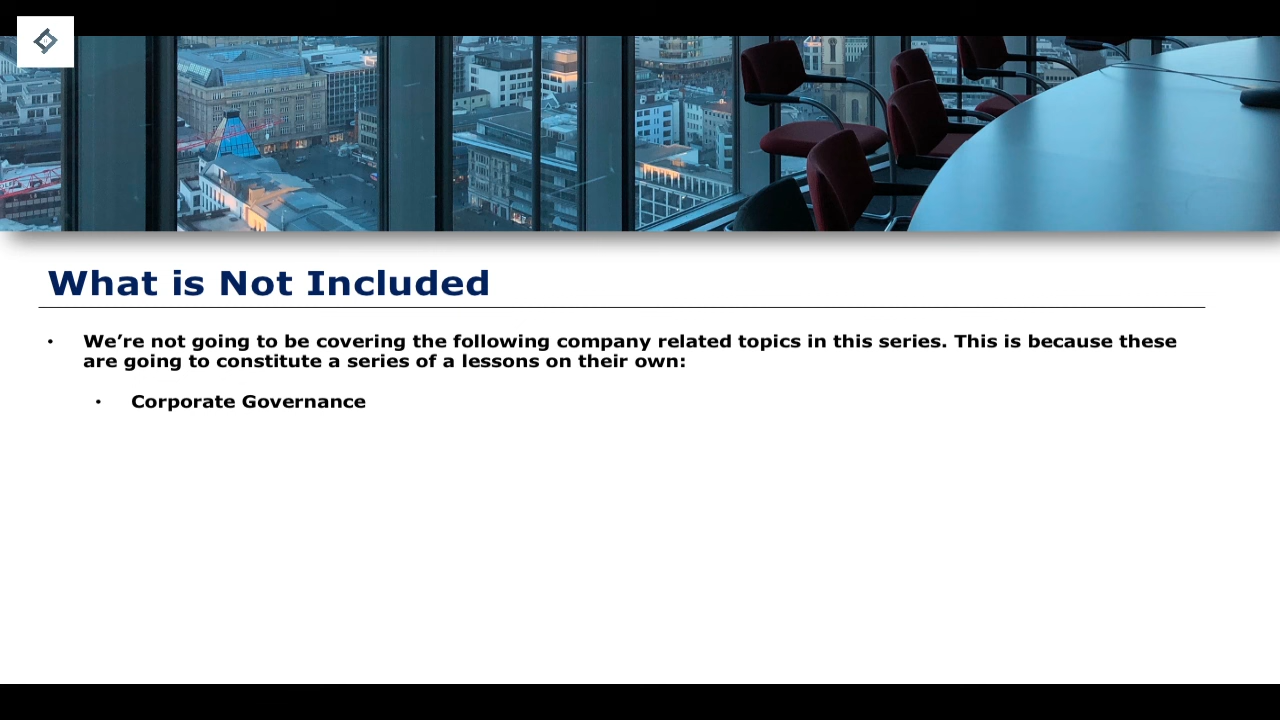 What is Not Included
• We’re not going to be covering the following company related topics in this series. This is because these
are going to constitute a series of a lessons on their own:
• Corporate Governance